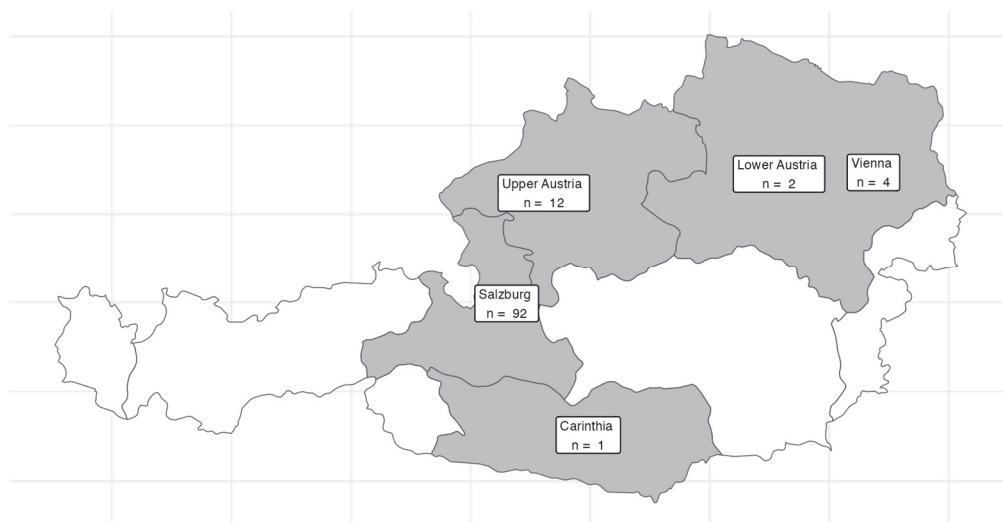 Lower Austria
n = 2
Vienna
n = 4
Upper Austria
n = 12
Salzburg
n = 92
Carinthia
n = 1